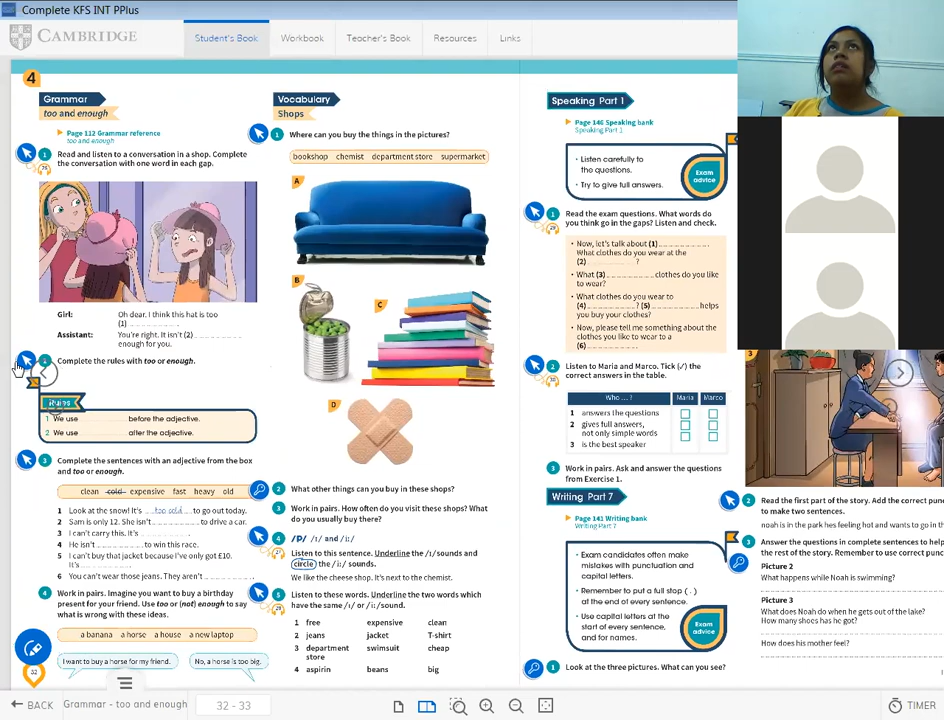 Complete KFS INT PPlus
CAMBRIDGE
Student's Book
Workbook
Teacher's Book
Resources
Links
4
Grammar
too and enough
Page 112 Grammar reference
too and enough
1 Read and listen to a conversation in a shop. Complete
the conversation with one word in each gap.
Girl: Oh dear. I think this hat is too
(1)
Assistant: You're right. It isn't (2)
enough for you.
Complete the rules with too or enough.
Rules
1 We use before the adjective.
2 We use after the adjective.
3 Complete the sentences with an adjective from the box
and too or enough.
clean cold expensive fast heavy old
1 Look at the snow! It's too cold to go out today.
2 Sam is only 12. She isn't to drive a car.
3 I can't carry this. It's
4 He isn't to win this race.
5 I can't buy that jacket because I've only got £10.
It's
6 You can't wear those jeans. They aren't
4 Work in pairs. Imagine you want to buy a birthday
present for your friend. Use too or (not) enough to say
what is wrong with these ideas.
a banana a horse a house a new laptop
I want to buy a horse for my friend.
No, a horse is too big.
32
Vocabulary
Shops
1 Where can you buy the things in the pictures?
bookshop chemist department store supermarket
A
B
C
D
2 What other things can you buy in these shops?
3 Work in pairs. How often do you visit these shops? What
do you usually buy there?
4 /P/ /ɪ/ and /iː/
Listen to this sentence. Underline the /ɪ/sounds and
circle the /iː/ sounds.
We like the cheese shop. It's next to the chemist.
5 Listen to these words. Underline the two words which
have the same /ɪ/ or /iː/sound.
1 free expensive clean
2 jeans jacket T-shirt
3 department store swimsuit cheap
4 aspirin beans big
Speaking Part 1
Page 146 Speaking bank
Speaking Part 1
• Listen carefully to
the questions.
• Try to give full answers.
Exam
advice
1 Read the exam questions. What words do
you think go in the gaps? Listen and check.
• Now, let's talk about (1)
What clothes do you wear at the
(2) ?
• What (3) clothes do you like
to wear?
• What clothes do you wear to
(4) ? (5) helps
you buy your clothes?
• Now, please tell me something about the
clothes you like to wear to a
(6)
2 Listen to Maria and Marco. Tick (✓) the
correct answers in the table.
Who ... ? Maria Marco
1 answers the questions
2 gives full answers,
not only simple words
3 is the best speaker
3 Work in pairs. Ask and answer the questions
from Exercise 1.
Writing Part 7
Page 141 Writing bank
Writing Part 7
• Exam candidates often make
mistakes with punctuation and
capital letters.
• Remember to put a full stop (.)
at the end of every sentence.
• Use capital letters at the
start of every sentence,
and for names.
Exam
advice
1 Look at the three pictures. What can you see?
3
2 Read the first part of the story. Add the correct pun
to make two sentences.
noah is in the park hes feeling hot and wants to go in t
3 Answer the questions in complete sentences to help
the rest of the story. Remember to use correct punc
Picture 2
What happens while Noah is swimming?
Picture 3
What does Noah do when he gets out of the lake?
How many shoes has he got?
How does his mother feel?
BACK
Grammar - too and enough
32 - 33
TIMER